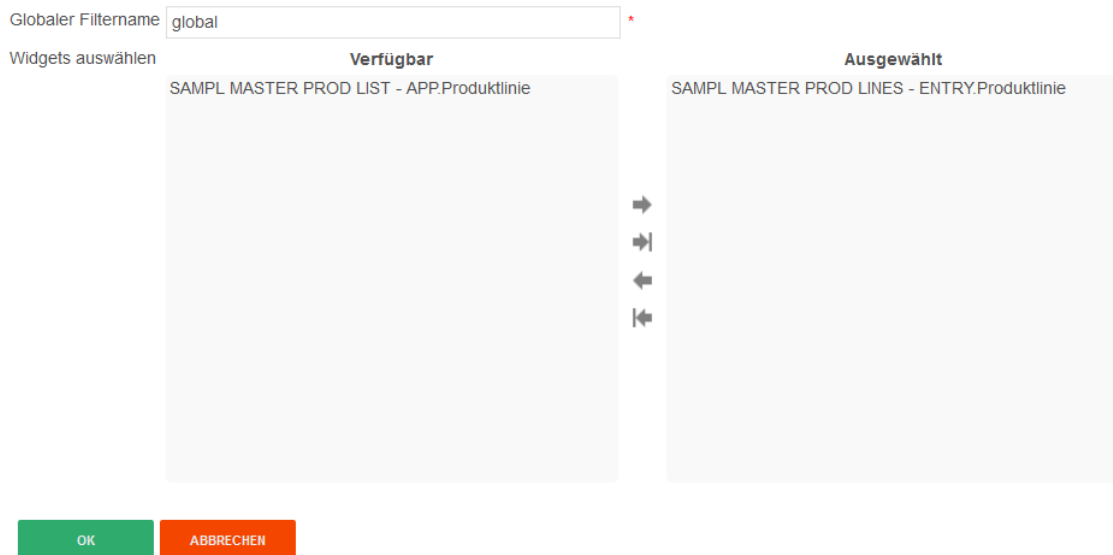 Globaler Filtername global *
Widgets auswählen Verfügbar Ausgewählt
SAMPL MASTER PROD LIST - APP.Produktlinie SAMPL MASTER PROD LINES - ENTRY.Produktlinie
OK ABBRECHEN